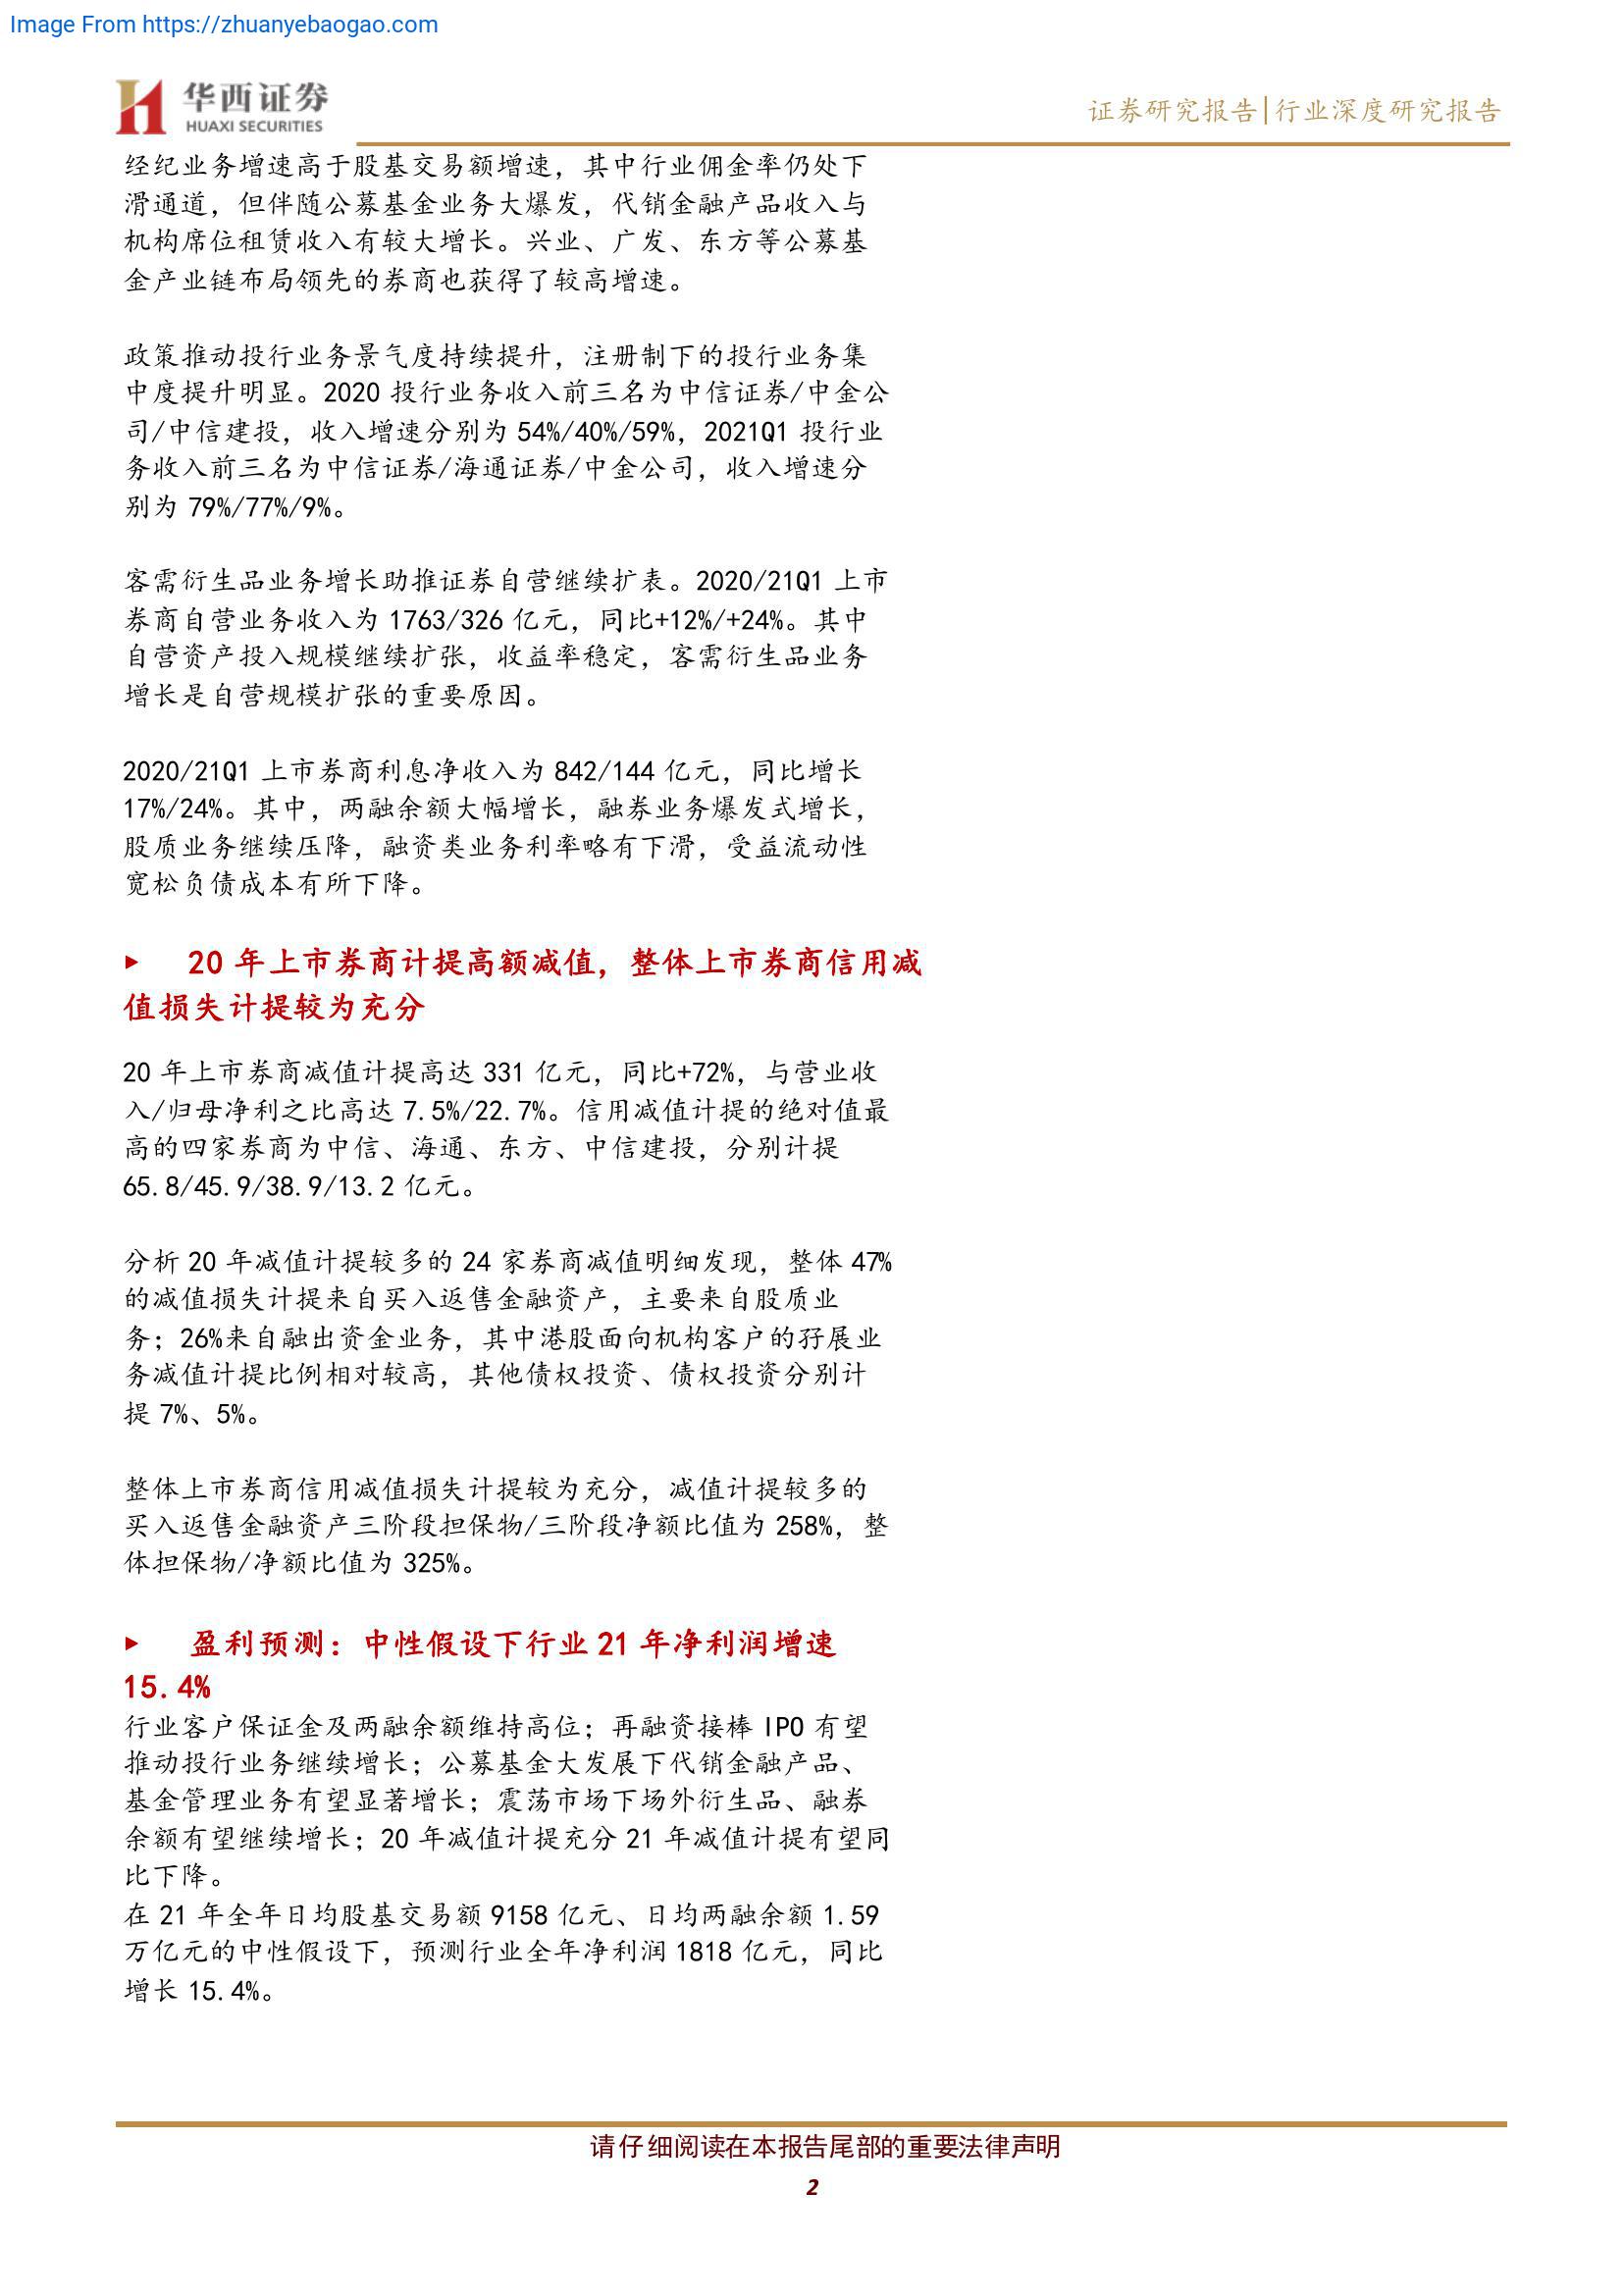 Image From https://zhuanyebaogao.com
华西证券
HUAXI SECURITIES
证券研究报告|行业深度研究报告
经纪业务增速高于股基交易额增速，其中行业佣金率仍处下
滑通道，但伴随公募基金业务大爆发，代销金融产品收入与
机构席位租赁收入有较大增长。兴业、广发、东方等公募基
金产业链布局领先的券商也获得了较高增速。
政策推动投行业务景气度持续提升，注册制下的投行业务集
中度提升明显。2020 投行业务收入前三名为中信证券/中金公
司/中信建投，收入增速分别为 54%/40%/59%，2021Q1 投行业
务收入前三名为中信证券/海通证券/中金公司，收入增速分
别为 79%/77%/9%。
客需衍生品业务增长助推证券自营继续扩表。2020/21Q1 上市
券商自营业务收入为 1763/326 亿元，同比+12%/+24%。其中
自营资产投入规模继续扩张，收益率稳定，客需衍生品业务
增长是自营规模扩张的重要原因。
2020/21Q1 上市券商利息净收入为 842/144 亿元，同比增长
17%/24%。其中，两融余额大幅增长，融券业务爆发式增长，
股质业务继续压降，融资类业务利率略有下滑，受益流动性
宽松负债成本有所下降。
▶ 20 年上市券商计提高额减值，整体上市券商信用减
值损失计提较为充分
20 年上市券商减值计提高达 331 亿元，同比+72%，与营业收
入/归母净利之比高达 7.5%/22.7%。信用减值计提的绝对值最
高的四家券商为中信、海通、东方、中信建投，分别计提
65.8/45.9/38.9/13.2 亿元。
分析 20 年减值计提较多的 24 家券商减值明细发现，整体 47%
的减值损失计提来自买入返售金融资产，主要来自股质业
务；26%来自融出资金业务，其中港股面向机构客户的孖展业
务减值计提比例相对较高，其他债权投资、债权投资分别计
提 7%、5%。
整体上市券商信用减值损失计提较为充分，减值计提较多的
买入返售金融资产三阶段担保物/三阶段净额比值为 258%，整
体担保物/净额比值为 325%。
▶ 盈利预测：中性假设下行业 21 年净利润增速
15.4%
行业客户保证金及两融余额维持高位；再融资接棒 IPO 有望
推动投行业务继续增长；公募基金大发展下代销金融产品、
基金管理业务有望显著增长；震荡市场下场外衍生品、融券
余额有望继续增长；20 年减值计提充分 21 年减值计提有望同
比下降。
在 21 年全年日均股基交易额 9158 亿元、日均两融余额 1.59
万亿元的中性假设下，预测行业全年净利润 1818 亿元，同比
增长 15.4%。
请仔细阅读在本报告尾部的重要法律声明
2